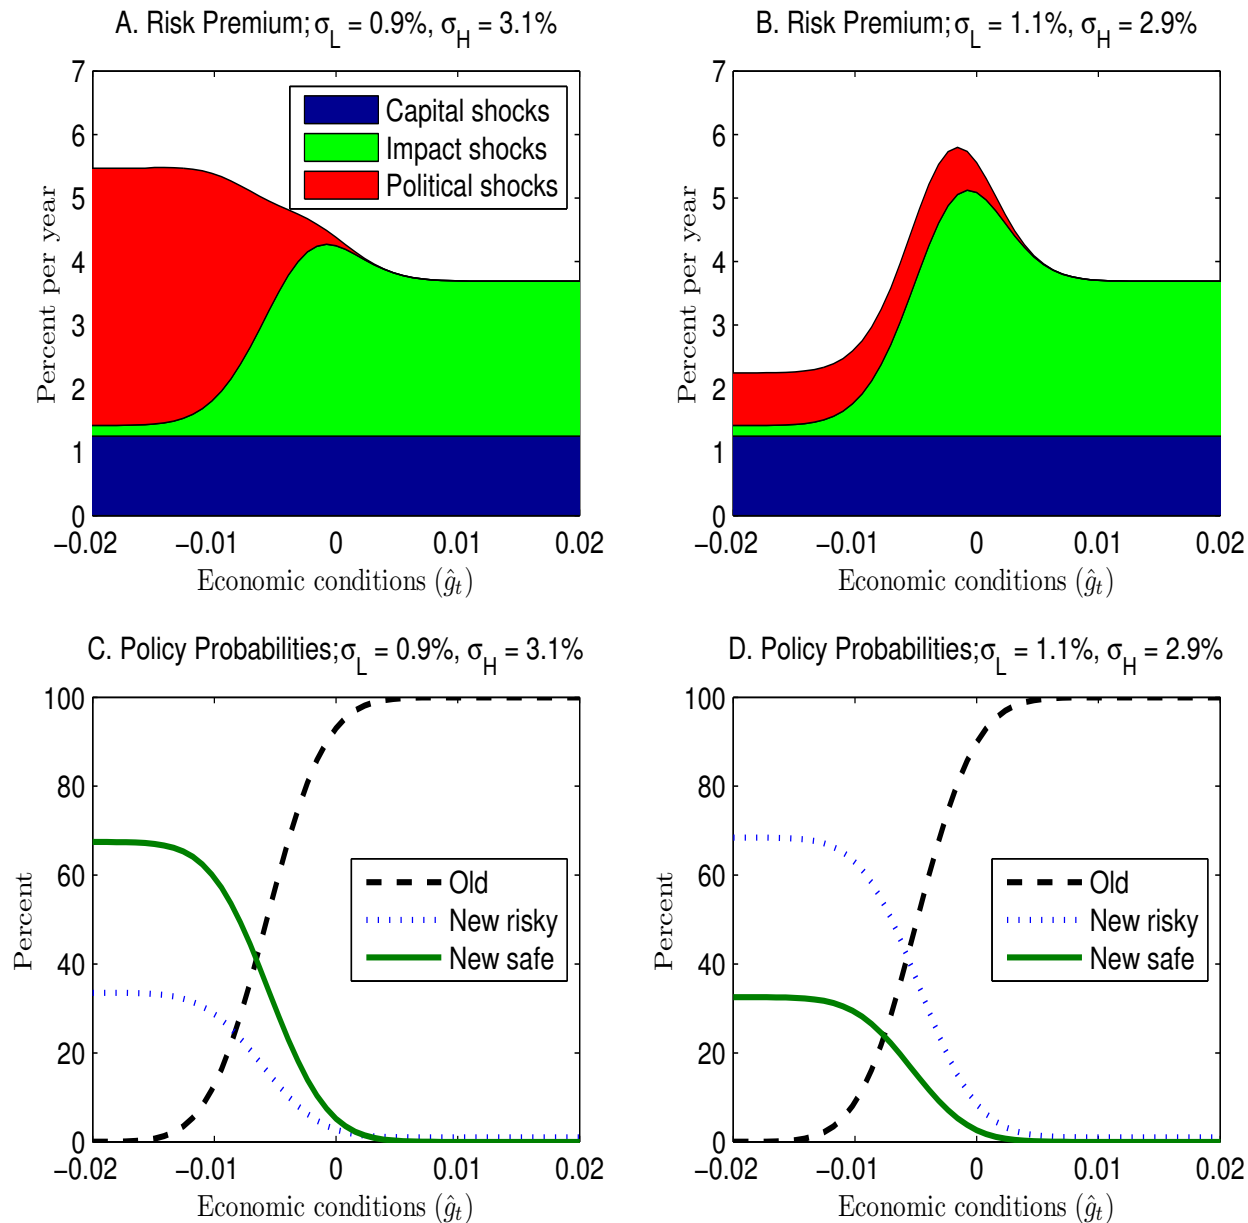 A. Risk Premium; σL = 0.9%, σH = 3.1%
7
6
5
4
3
2
1
0
Percent per year
Capital shocks
Impact shocks
Political shocks
−0.02 −0.01 0 0.01 0.02
Economic conditions (ĝt)
B. Risk Premium; σL = 1.1%, σH = 2.9%
7
6
5
4
3
2
1
0
Percent per year
−0.02 −0.01 0 0.01 0.02
Economic conditions (ĝt)
C. Policy Probabilities; σL = 0.9%, σH = 3.1%
100
80
60
40
20
0
Percent
Old
New risky
New safe
−0.02 −0.01 0 0.01 0.02
Economic conditions (ĝt)
D. Policy Probabilities; σL = 1.1%, σH = 2.9%
100
80
60
40
20
0
Percent
Old
New risky
New safe
−0.02 −0.01 0 0.01 0.02
Economic conditions (ĝt)